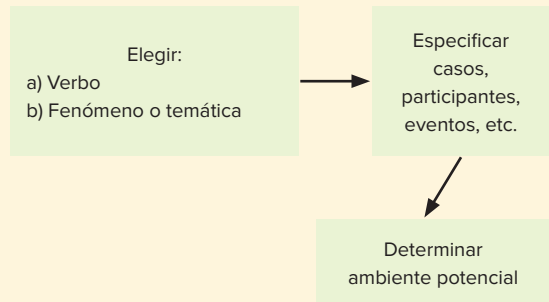 Elegir:
a) Verbo
b) Fenómeno o temática
Especificar
casos,
participantes,
eventos, etc.
Determinar
ambiente potencial